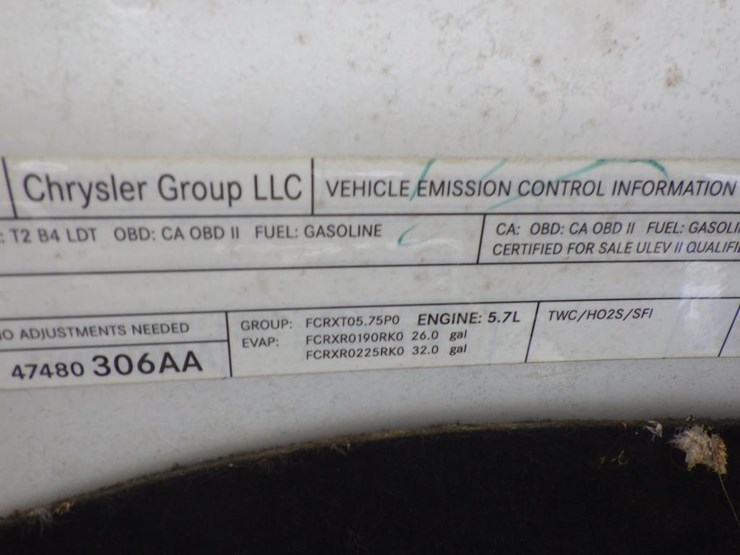 Chrysler Group LLC VEHICLE EMISSION CONTROL INFORMATION
: T2 B4 LDT OBD: CA OBD II FUEL: GASOLINE
CA: OBD: CA OBD II FUEL: GASOLI
CERTIFIED FOR SALE ULEV II QUALIFI
O ADJUSTMENTS NEEDED
47480 306AA
GROUP: FCRXT05.75P0 ENGINE: 5.7L
EVAP: FCRXR0190RK0 26.0 gal
FCRXR0225RK0 32.0 gal
TWC/HO2S/SFI